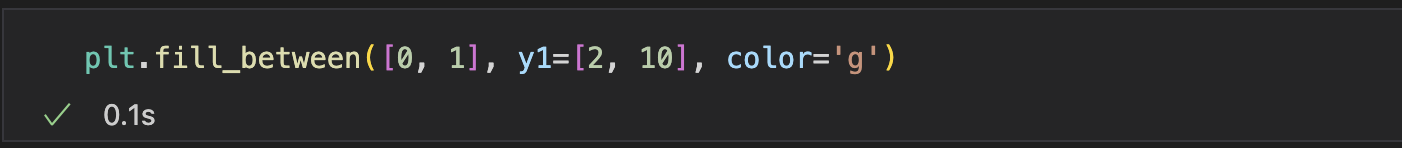 plt.fill_between([0, 1], y1=[2, 10], color='g')
0.1s